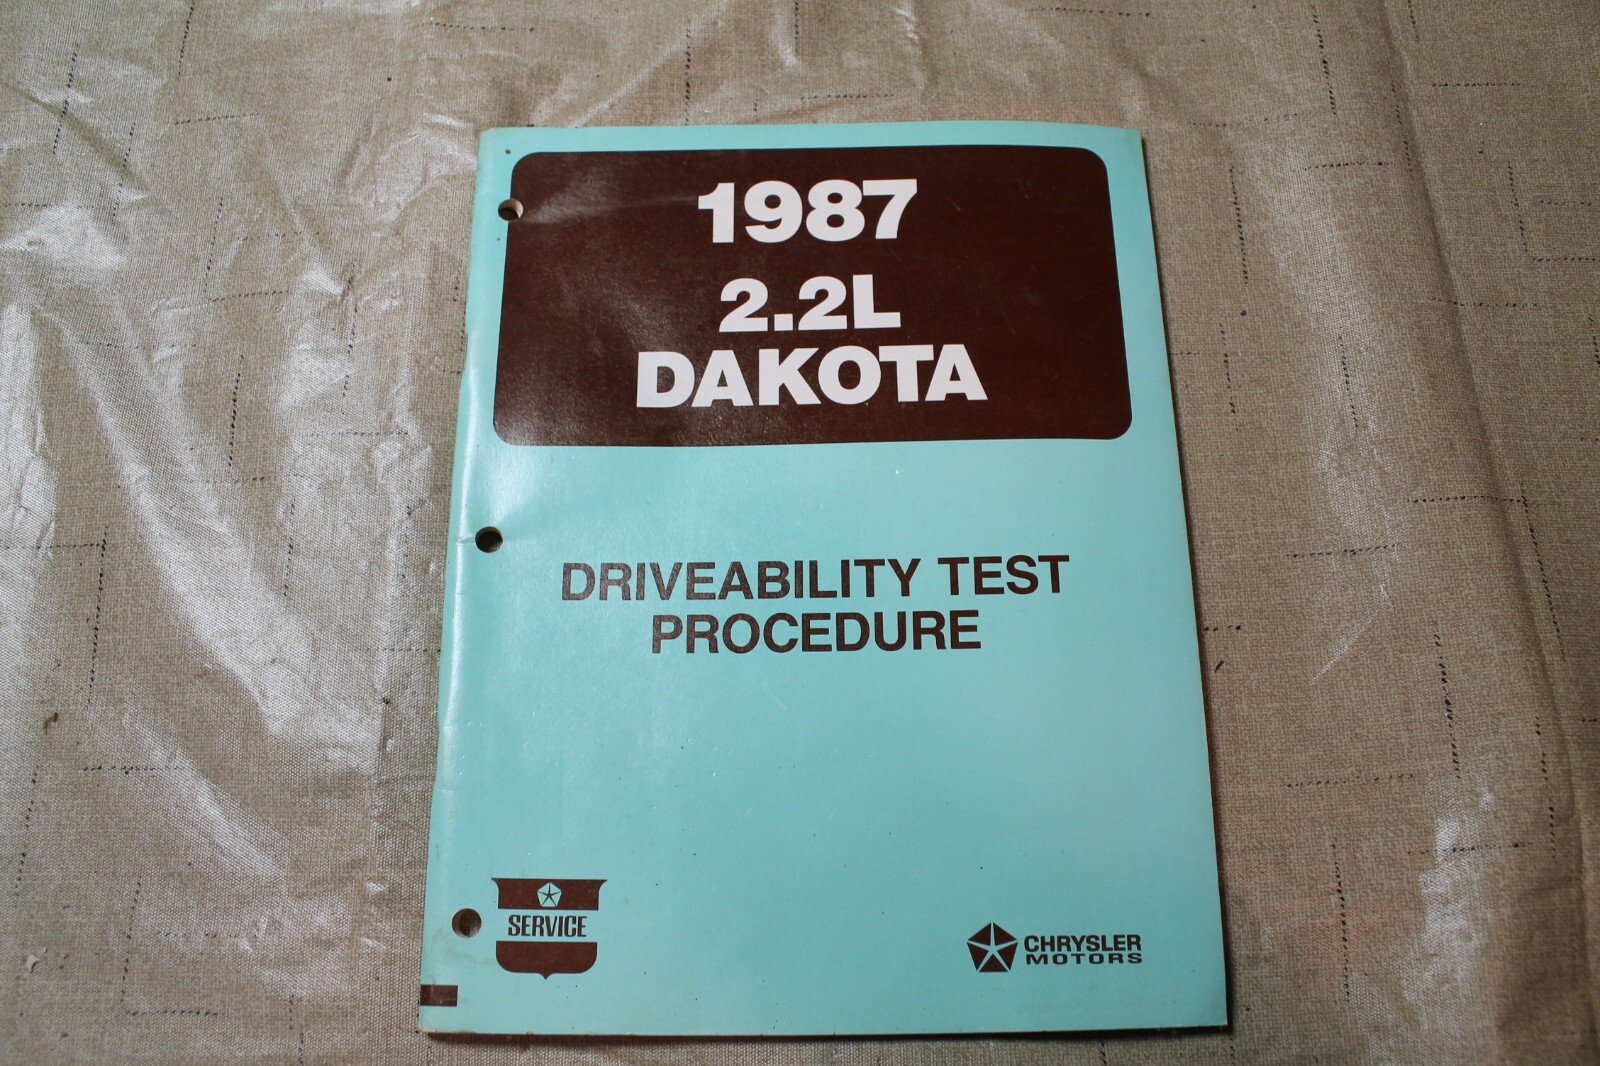 1987
2.2L
DAKOTA
DRIVEABILITY TEST
PROCEDURE
SERVICE
CHRYSLER
MOTORS